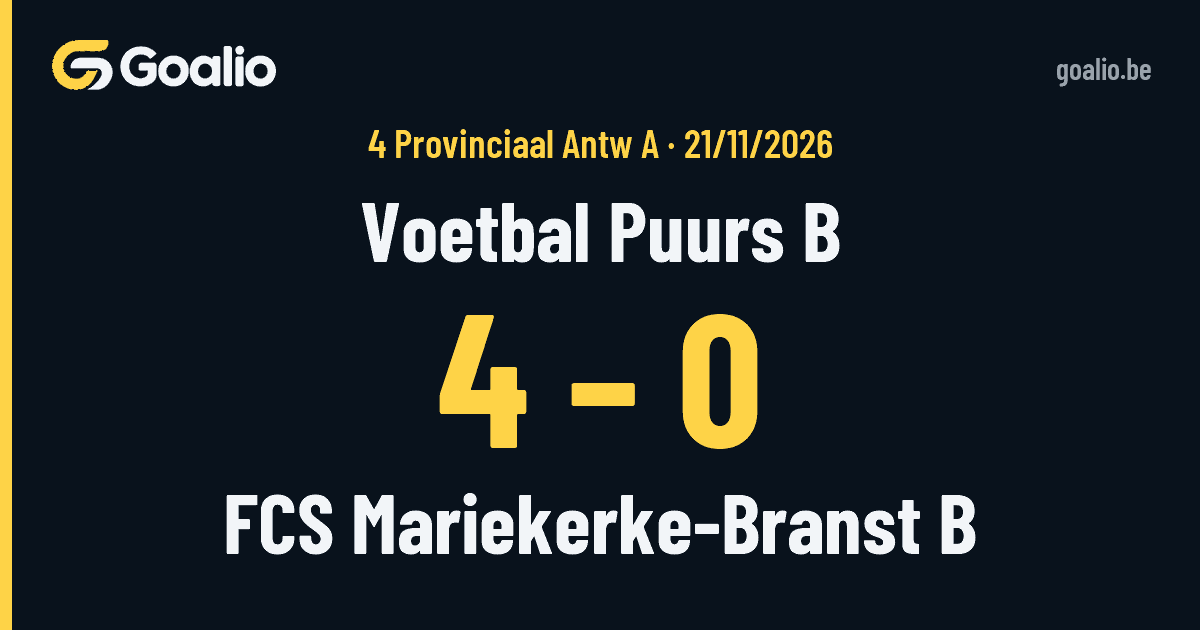 Goalio
goalio.be
4 Provinciaal Antw A · 21/11/2026
Voetbal Puurs B
4 – 0
FCS Mariekerke-Branst B